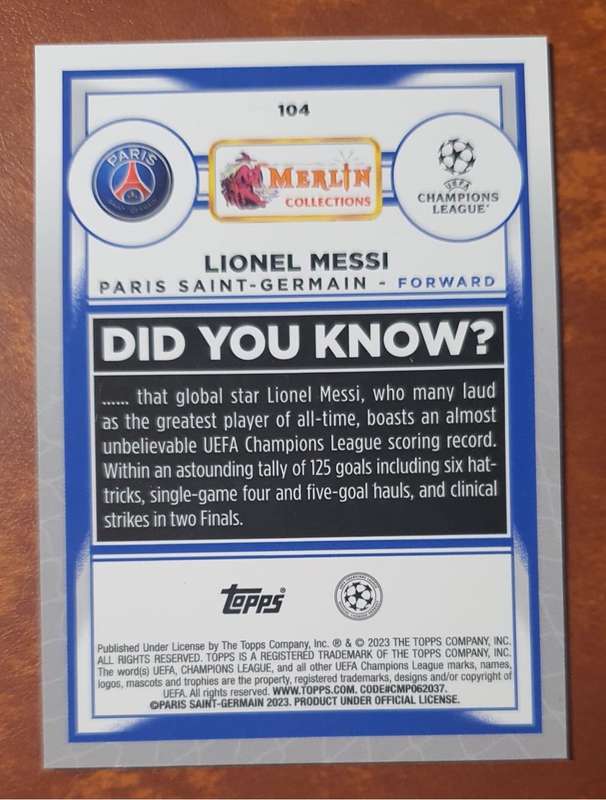 104
PARIS
MERLIN
COLLECTIONS
UEFA
CHAMPIONS
LEAGUE
LIONEL MESSI
PARIS SAINT-GERMAIN - FORWARD
DID YOU KNOW?
...... that global star Lionel Messi, who many laud
as the greatest player of all-time, boasts an almost
unbelievable UEFA Champions League scoring record.
Within an astounding tally of 125 goals including six hat-
tricks, single-game four and five-goal hauls, and clinical
strikes in two Finals.
topps®
Published Under License by The Topps Company, Inc. ® & © 2023 THE TOPPS COMPANY, INC.
ALL RIGHTS RESERVED. TOPPS IS A REGISTERED TRADEMARK OF THE TOPPS COMPANY, INC.
The word(s) UEFA, CHAMPIONS LEAGUE, and all other UEFA Champions League marks, names,
logos, mascots and trophies are the property, registered trademarks, designs and/or copyright of
UEFA. All rights reserved. WWW.TOPPS.COM. CODE#CMP062037.
©PARIS SAINT-GERMAIN 2023. PRODUCT UNDER OFFICIAL LICENSE.